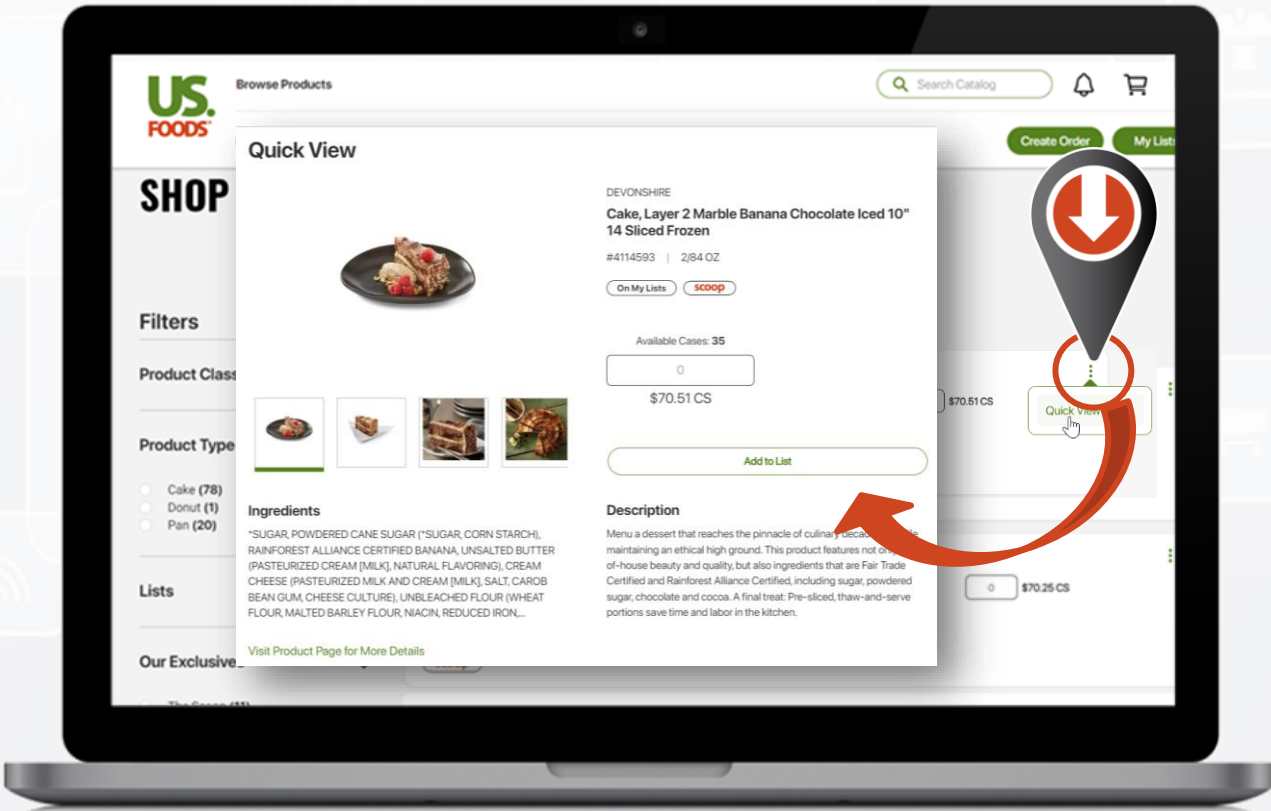 US.
FOODS
Browse Products
Search Catalog
Create Order
My Lists
SHOP
Filters
Product Class
Product Type
Cake (78)
Donut (1)
Pan (20)
Lists
Our Exclusives
Quick View
DEVONSHIRE
Cake, Layer 2 Marble Banana Chocolate Iced 10"
14 Sliced Frozen
#4114593 | 2/84 OZ
On My Lists scoop
Available Cases: 35
0
$70.51 CS
Add to List
Ingredients
*SUGAR, POWDERED CANE SUGAR (*SUGAR, CORN STARCH),
RAINFOREST ALLIANCE CERTIFIED BANANA, UNSALTED BUTTER
(PASTEURIZED CREAM [MILK], NATURAL FLAVORING), CREAM
CHEESE (PASTEURIZED MILK AND CREAM [MILK], SALT, CAROB
BEAN GUM, CHEESE CULTURE), UNBLEACHED FLOUR (WHEAT
FLOUR, MALTED BARLEY FLOUR, NIACIN, REDUCED IRON,...
Visit Product Page for More Details
Description
Menu a dessert that reaches the pinnacle of culinary
maintaining an ethical high ground. This product features not
of-house beauty and quality, but also ingredients that are Fair Trade
Certified and Rainforest Alliance Certified, including sugar, powdered
sugar, chocolate and cocoa. A final treat: Pre-sliced, thaw-and-serve
portions save time and labor in the kitchen.
$70.51 CS
Quick View
0 $70.25 CS